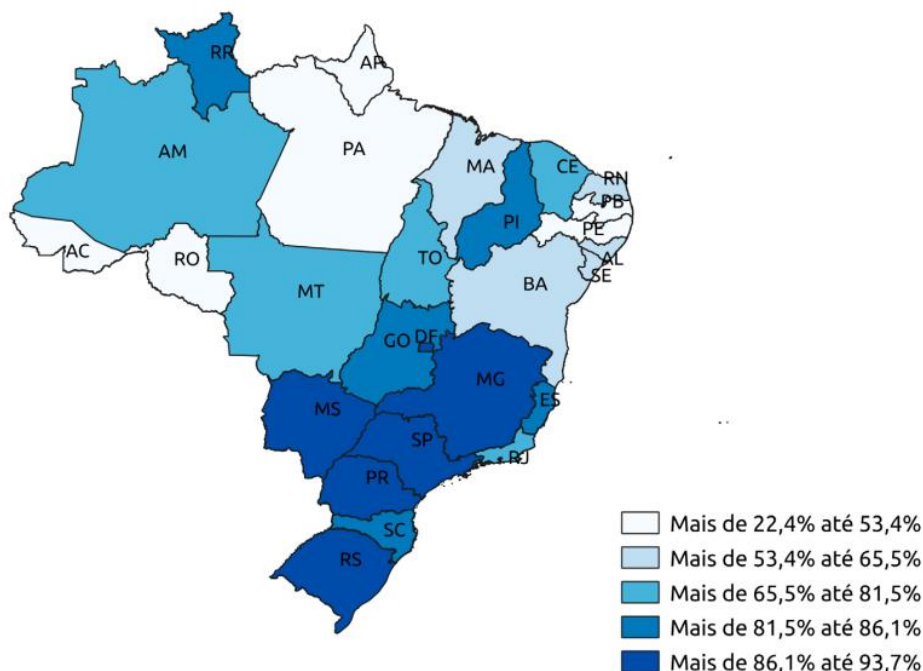 RR
AP
AM
PA
MA
CE
RN
PB
PI
PE
AC
RO
TO
AL
SE
MT
BA
GO
DF
MG
MS
ES
SP
RJ
PR
SC
RS
Mais de 22,4% até 53,4%
Mais de 53,4% até 65,5%
Mais de 65,5% até 81,5%
Mais de 81,5% até 86,1%
Mais de 86,1% até 93,7%